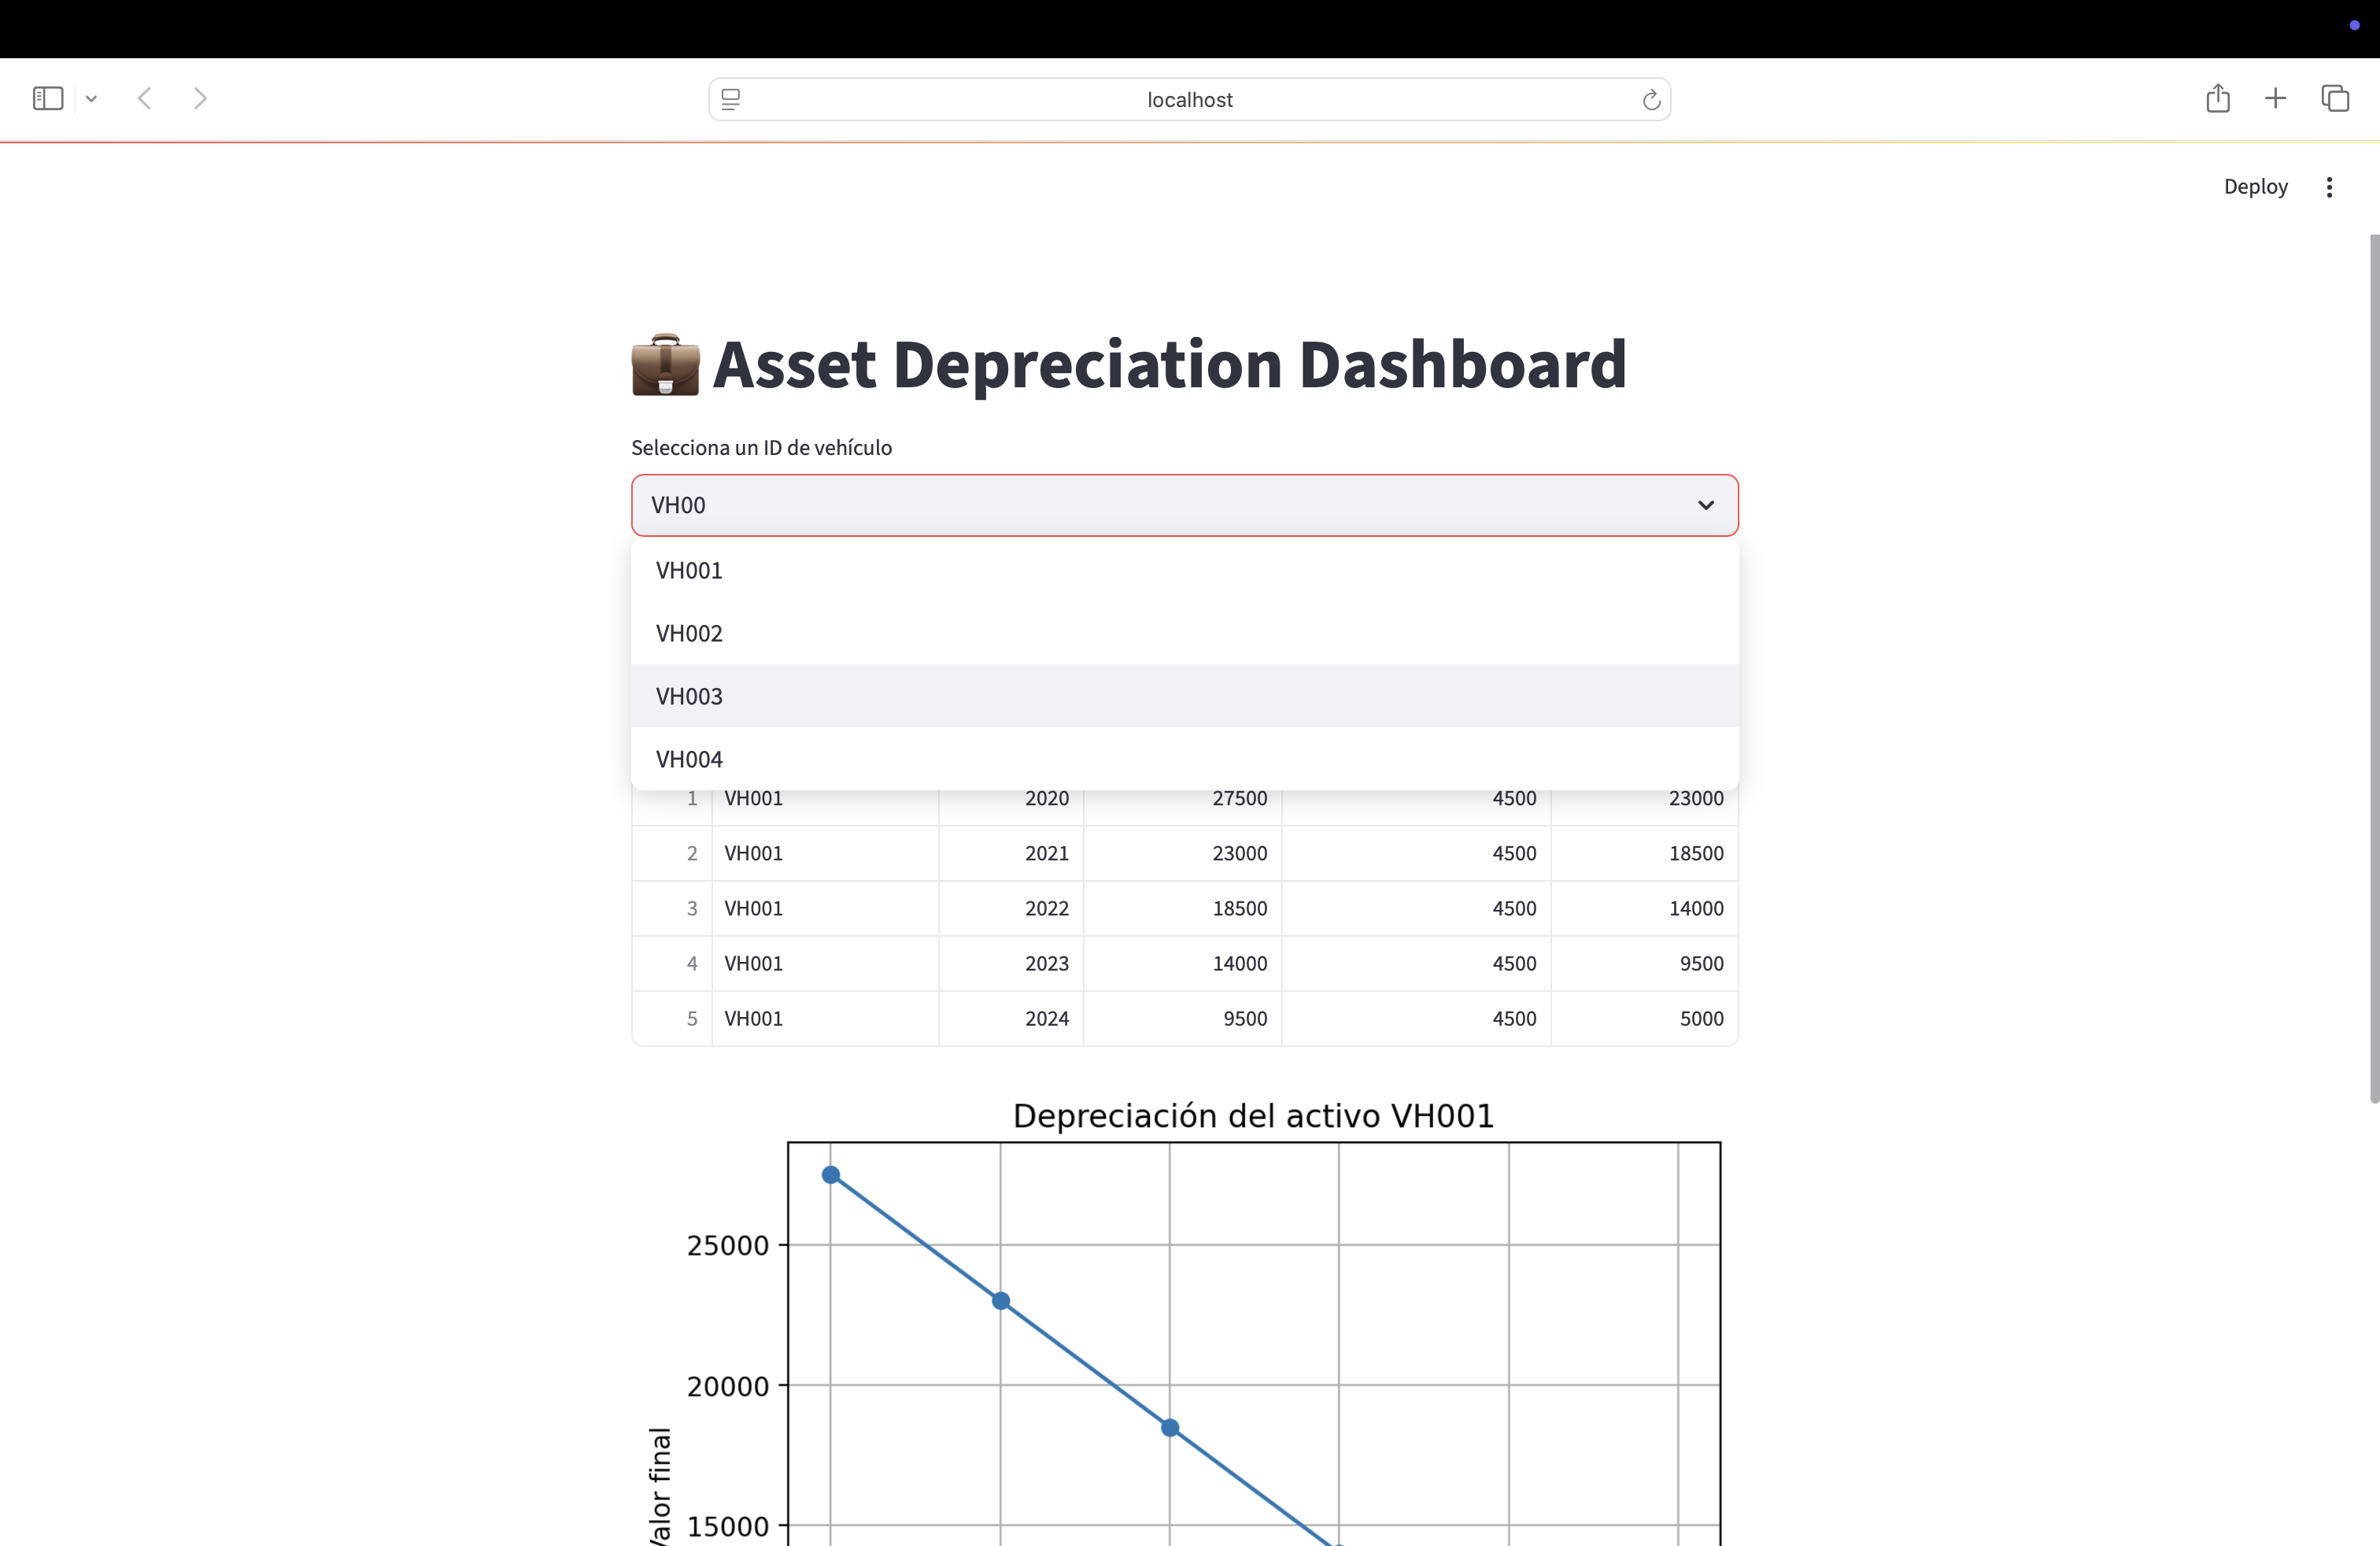 localhost
Deploy
Asset Depreciation Dashboard
Selecciona un ID de vehículo
VH00
VH001
VH002
VH003
VH004
1 VH001 2020 27500 4500 23000
2 VH001 2021 23000 4500 18500
3 VH001 2022 18500 4500 14000
4 VH001 2023 14000 4500 9500
5 VH001 2024 9500 4500 5000
Depreciación del activo VH001
25000
20000
15000
Valor final